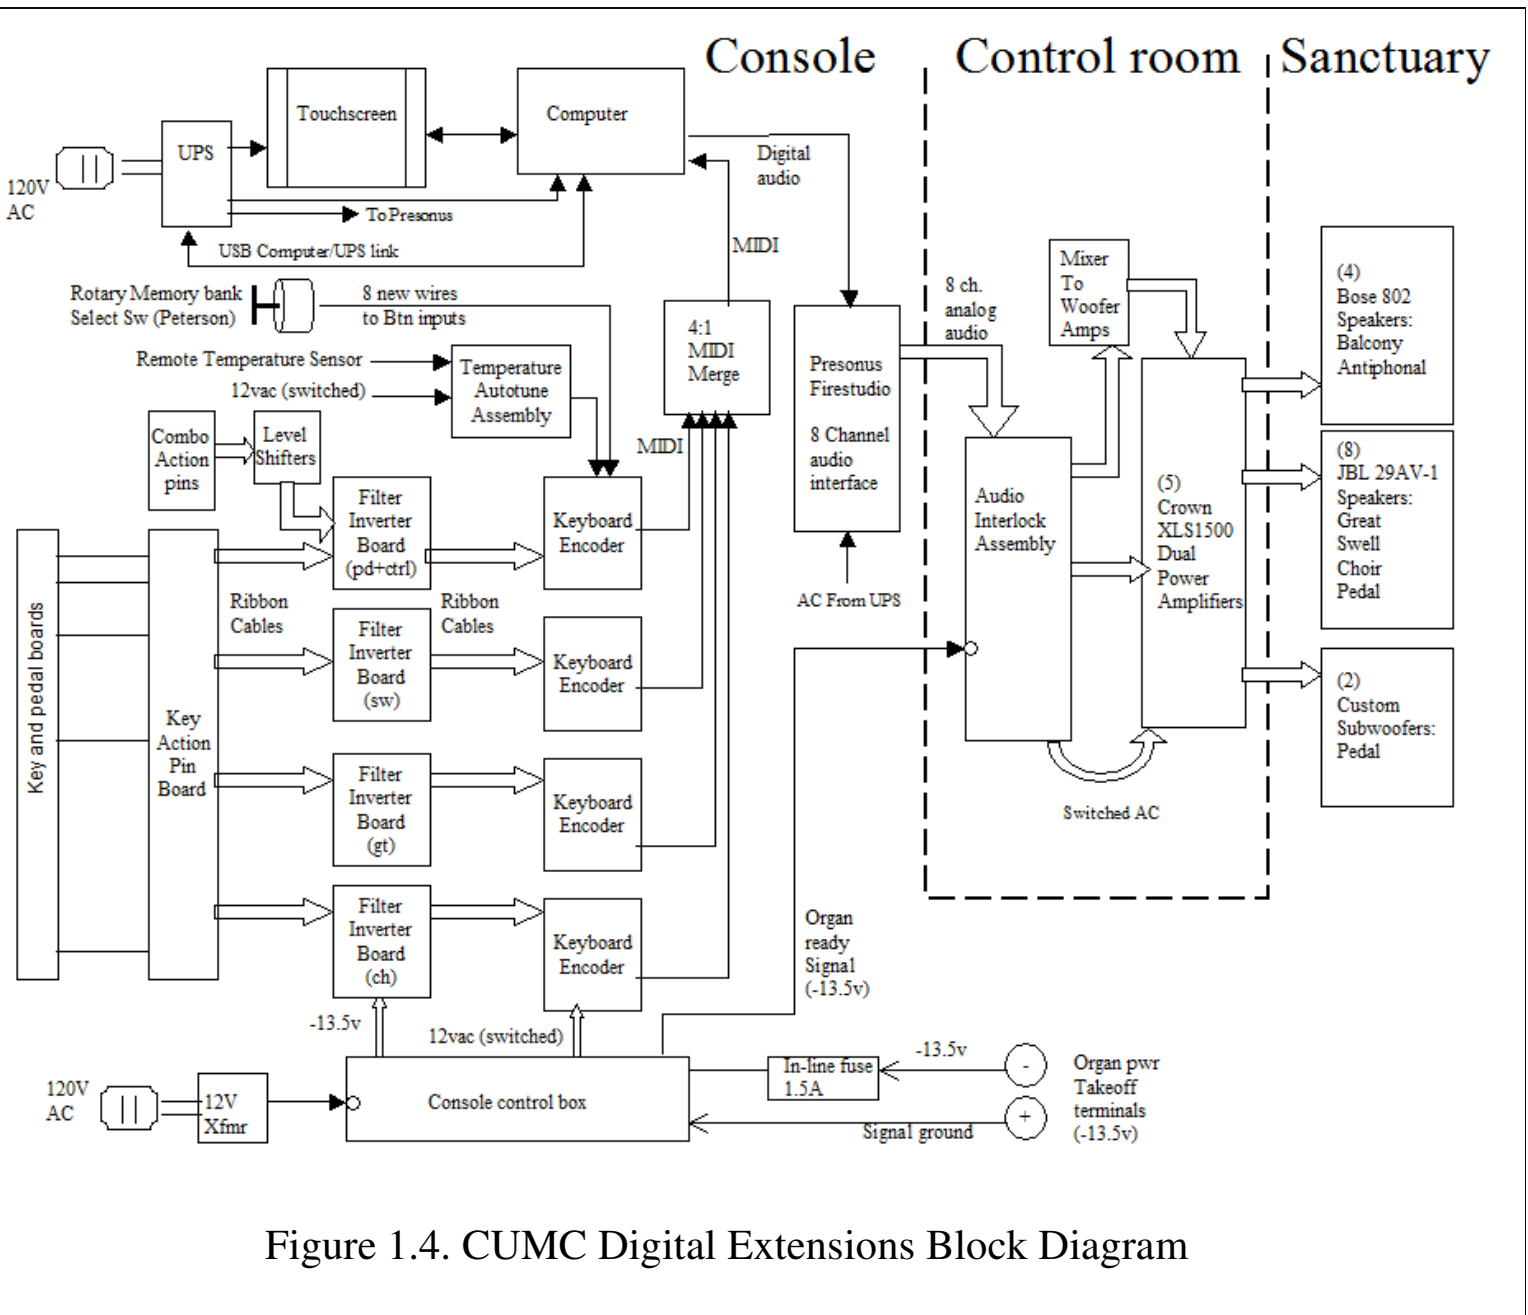 Console
Control room
Sanctuary
Touchscreen
Computer
UPS
120V
AC
To Presonus
USB Computer/UPS link
Digital
audio
MIDI
Rotary Memory bank
Select Sw (Peterson)
8 new wires
to Btn inputs
Remote Temperature Sensor
12vac (switched)
Temperature
Autotune
Assembly
4:1
MIDI
Merge
MIDI
Combo
Action
pins
Level
Shifters
Filter
Inverter
Board
(pd+ctrl)
Keyboard
Encoder
Ribbon
Cables
Ribbon
Cables
Filter
Inverter
Board
(sw)
Keyboard
Encoder
Key and pedal boards
Key
Action
Pin
Board
Filter
Inverter
Board
(gt)
Keyboard
Encoder
Filter
Inverter
Board
(ch)
Keyboard
Encoder
-13.5v
12vac (switched)
120V
AC
12V
Xfmr
Console control box
In-line fuse
1.5A
-13.5v
Signal ground
-
+
Organ pwr
Takeoff
terminals
(-13.5v)
Organ
ready
Signal
(-13.5v)
Presonus
Firestudio
8 Channel
audio
interface
AC From UPS
8 ch.
analog
audio
Mixer
To
Woofer
Amps
Audio
Interlock
Assembly
(5)
Crown
XLS1500
Dual
Power
Amplifiers
Switched AC
(4)
Bose 802
Speakers:
Balcony
Antiphonal
(8)
JBL 29AV-1
Speakers:
Great
Swell
Choir
Pedal
(2)
Custom
Subwoofers:
Pedal
Figure 1.4. CUMC Digital Extensions Block Diagram